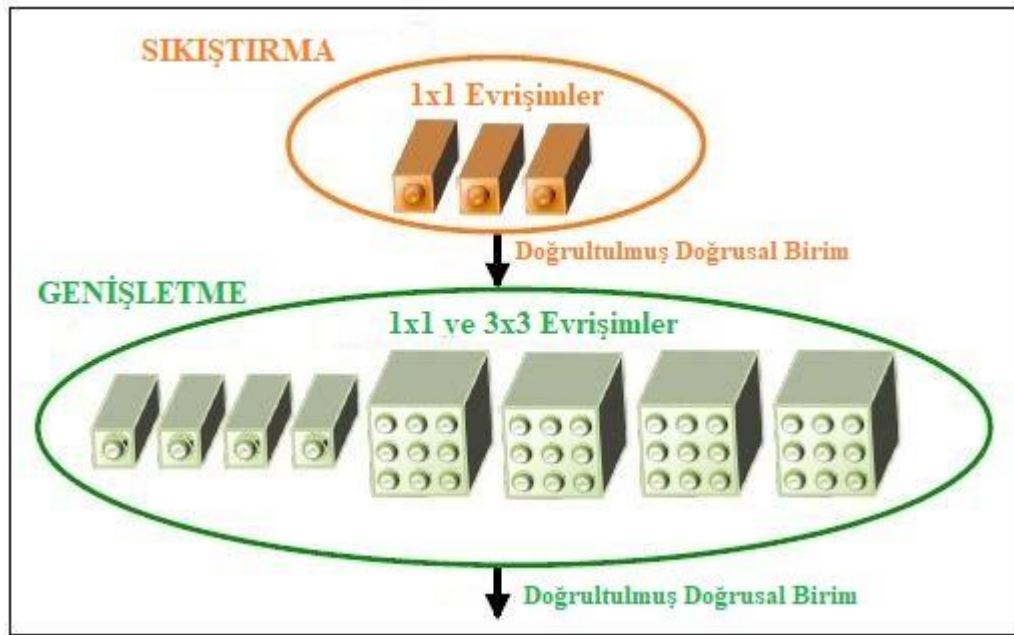 SIKIŞTIRMA
1x1 Evrişimler
Doğrultulmuş Doğrusal Birim
GENİŞLETME
1x1 ve 3x3 Evrişimler
Doğrultulmuş Doğrusal Birim